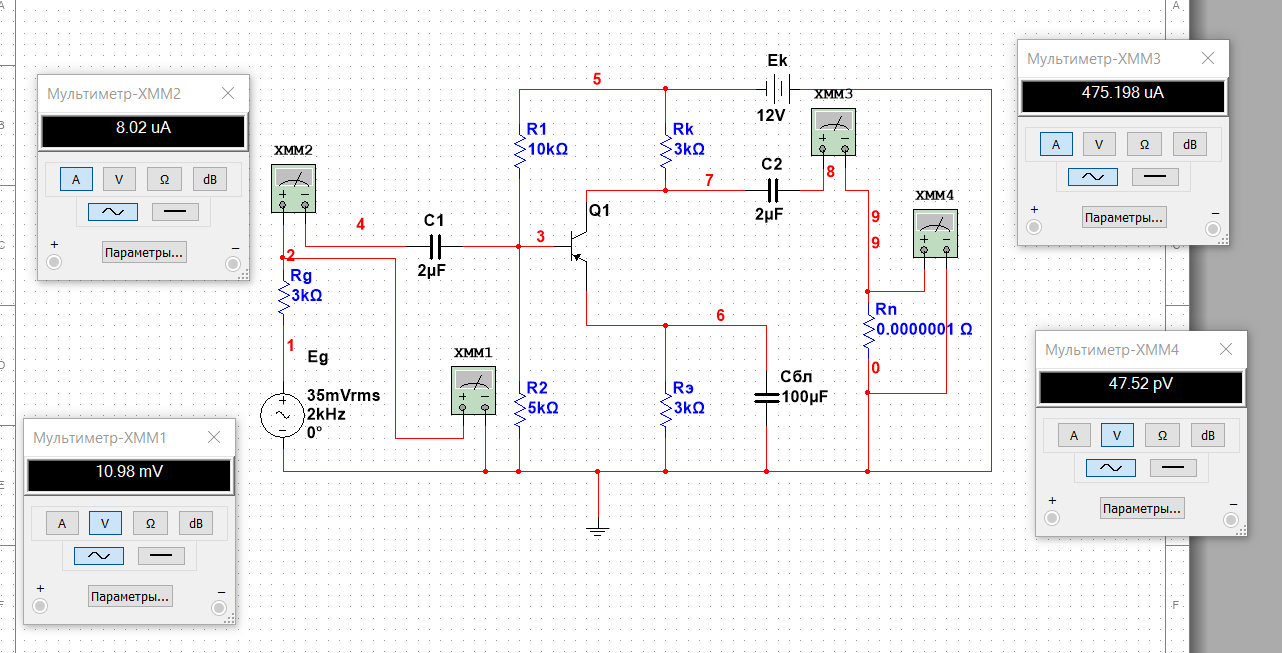 A
A
B
C
C
D
E
F
F
Мультиметр-XMM2
8.02 uA
A
V
Ω
dB
+
−
Параметры...
Мультиметр-XMM1
10.98 mV
A
V
Ω
dB
+
−
Параметры...
Мультиметр-XMM3
475.198 uA
A
V
Ω
dB
+
−
Параметры...
Мультиметр-XMM4
47.52 pV
A
V
Ω
dB
+
−
Параметры...
5
Ek
12V
XMM3
R1
10kΩ
Rk
3kΩ
XMM2
C2
2µF
8
7
XMM4
4
C1
2µF
3
Q1
9
9
2
Rg
3kΩ
6
Rn
0.0000001 Ω
1
Eg
XMM1
0
35mVrms
2kHz
0°
R2
5kΩ
Rэ
3kΩ
Сбл
100µF